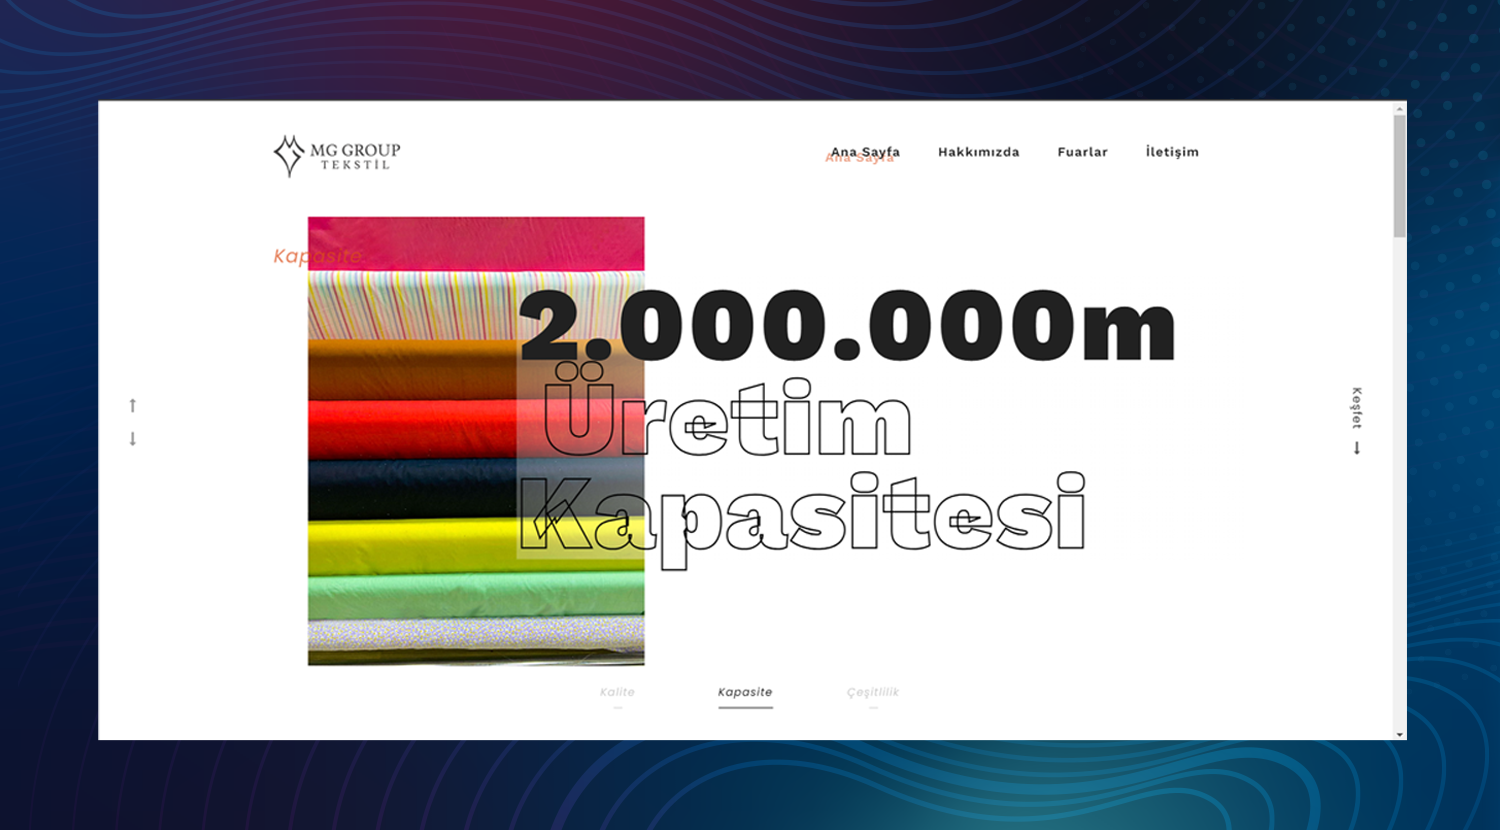 MG GROUP
TEKSTİL
Ana Sayfa
Ana Sayfa
Hakkımızda
Fuarlar
İletişim
Kapasite
2.000.000m
Üretim
Kapasitesi
Keşfet
Kalite
Kapasite
Çeşitlilik